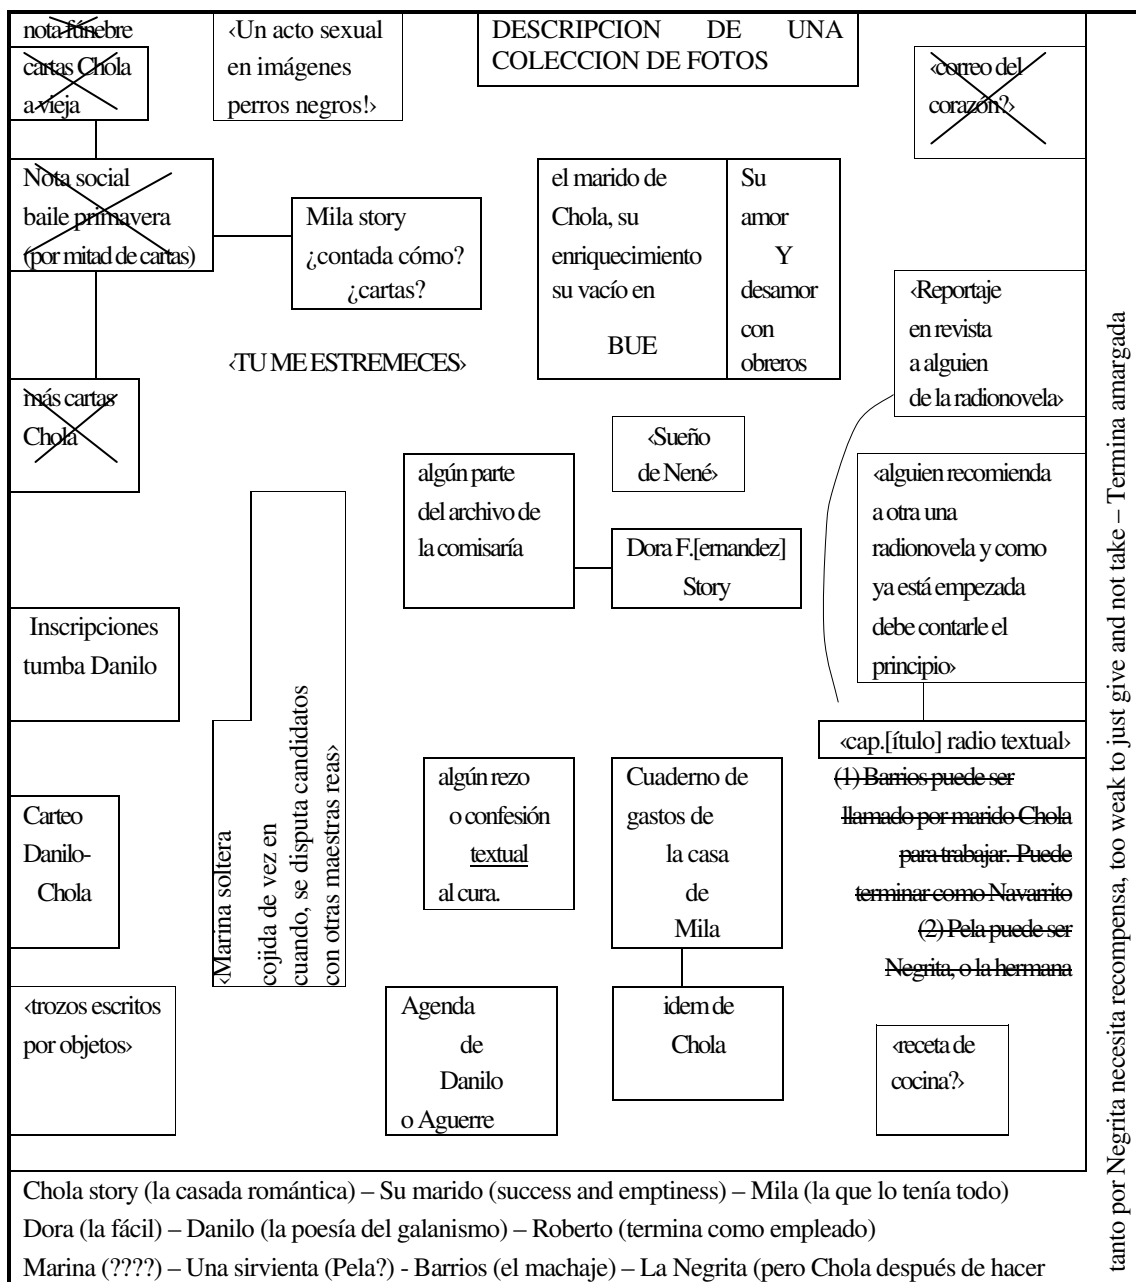 nota fúnebre
cartas Chola
a vieja
‹Un acto sexual
en imágenes
perros negros!›
DESCRIPCION DE UNA
COLECCION DE FOTOS
‹correo del
corazón?›
Nota social
baile primavera
(por mitad de cartas)
Mila story
¿contada cómo?
¿cartas?
el marido de
Chola, su
enriquecimiento
su vacío en
BUE
Su
amor
Y
desamor
con
obreros
‹Reportaje
en revista
a alguien
de la radionovela›
‹TU ME ESTREMECES›
más cartas
Chola
‹Sueño
de Nené›
algún parte
del archivo de
la comisaría
Dora F.[ernandez]
Story
‹alguien recomienda
a otra una
radionovela y como
ya está empezada
debe contarle el
principio›
Inscripciones
tumba Danilo
‹Marina soltera
cojida de vez en
cuando, se disputa candidatos
con otras maestras reas›
‹cap.[ítulo] radio textual›
(1) Barrios puede ser
llamado por marido Chola
para trabajar. Puede
terminar como Navarrito
(2) Pela puede ser
Negrita, o la hermana
Carteo
Danilo-
Chola
algún rezo
o confesión
textual
al cura.
Cuaderno de
gastos de
la casa
de
Mila
‹trozos escritos
por objetos›
Agenda
de
Danilo
o Aguerre
idem de
Chola
‹receta de
cocina?›
Chola story (la casada romántica) – Su marido (success and emptiness) – Mila (la que lo tenía todo)
Dora (la fácil) – Danilo (la poesía del galanismo) – Roberto (termina como empleado)
Marina (????) – Una sirvienta (Pela?) - Barrios (el machaje) – La Negrita (pero Chola después de hacer
tanto por Negrita necesita recompensa, too weak to just give and not take – Termina amargada